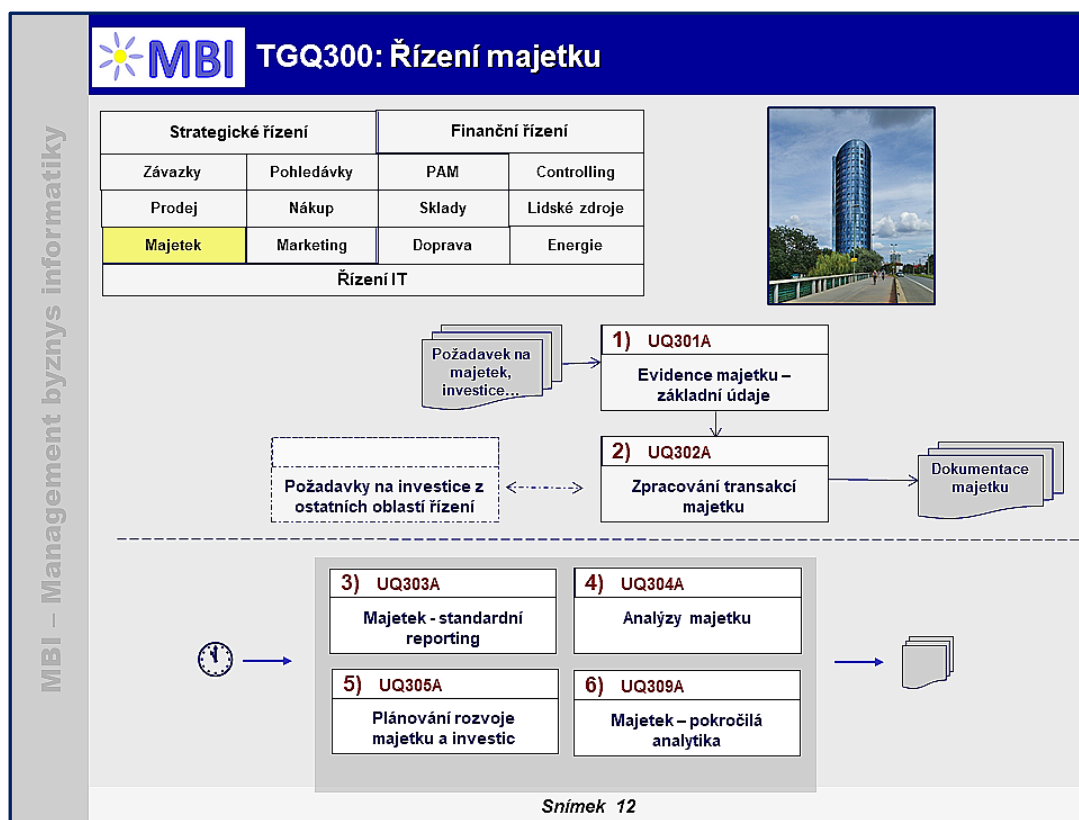 MBI – Management byznys informatiky
MBI
TGQ300: Řízení majetku
Strategické řízení
Finanční řízení
Závazky
Pohledávky
PAM
Controlling
Prodej
Nákup
Sklady
Lidské zdroje
Majetek
Marketing
Doprava
Energie
Řízení IT
Požadavek na
majetek,
investice...
1) UQ301A
Evidence majetku –
základní údaje
2) UQ302A
Zpracování transakcí
majetku
Požadavky na investice z
ostatních oblastí řízení
Dokumentace
majetku
3) UQ303A
Majetek - standardní
reporting
4) UQ304A
Analýzy majetku
5) UQ305A
Plánování rozvoje
majetku a investic
6) UQ309A
Majetek – pokročilá
analytika
Snímek 12